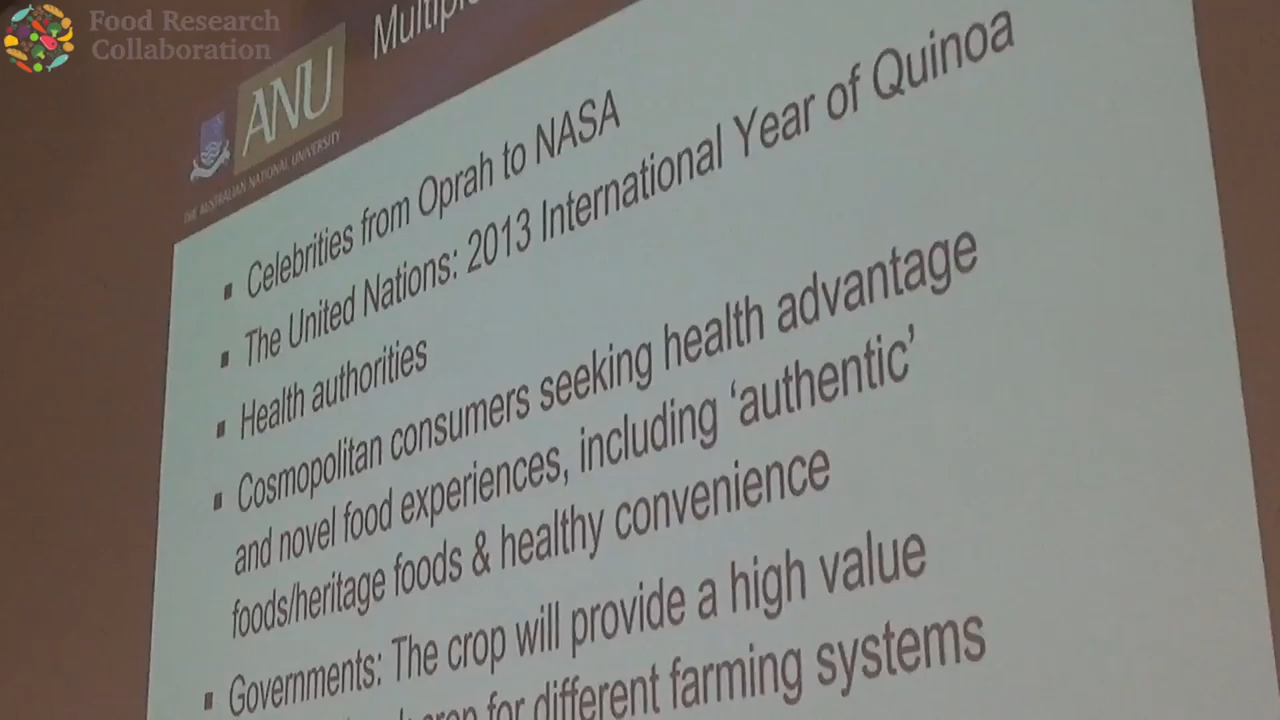 Food Research
Collaboration
ANU
THE AUSTRALIAN NATIONAL UNIVERSITY
Celebrities from Oprah to NASA
The United Nations: 2013 International Year of Quinoa
Health authorities
Cosmopolitan consumers seeking health advantage
and novel food experiences, including ‘authentic’
foods/heritage foods & healthy convenience
Governments: The crop will provide a high value
for different farming systems